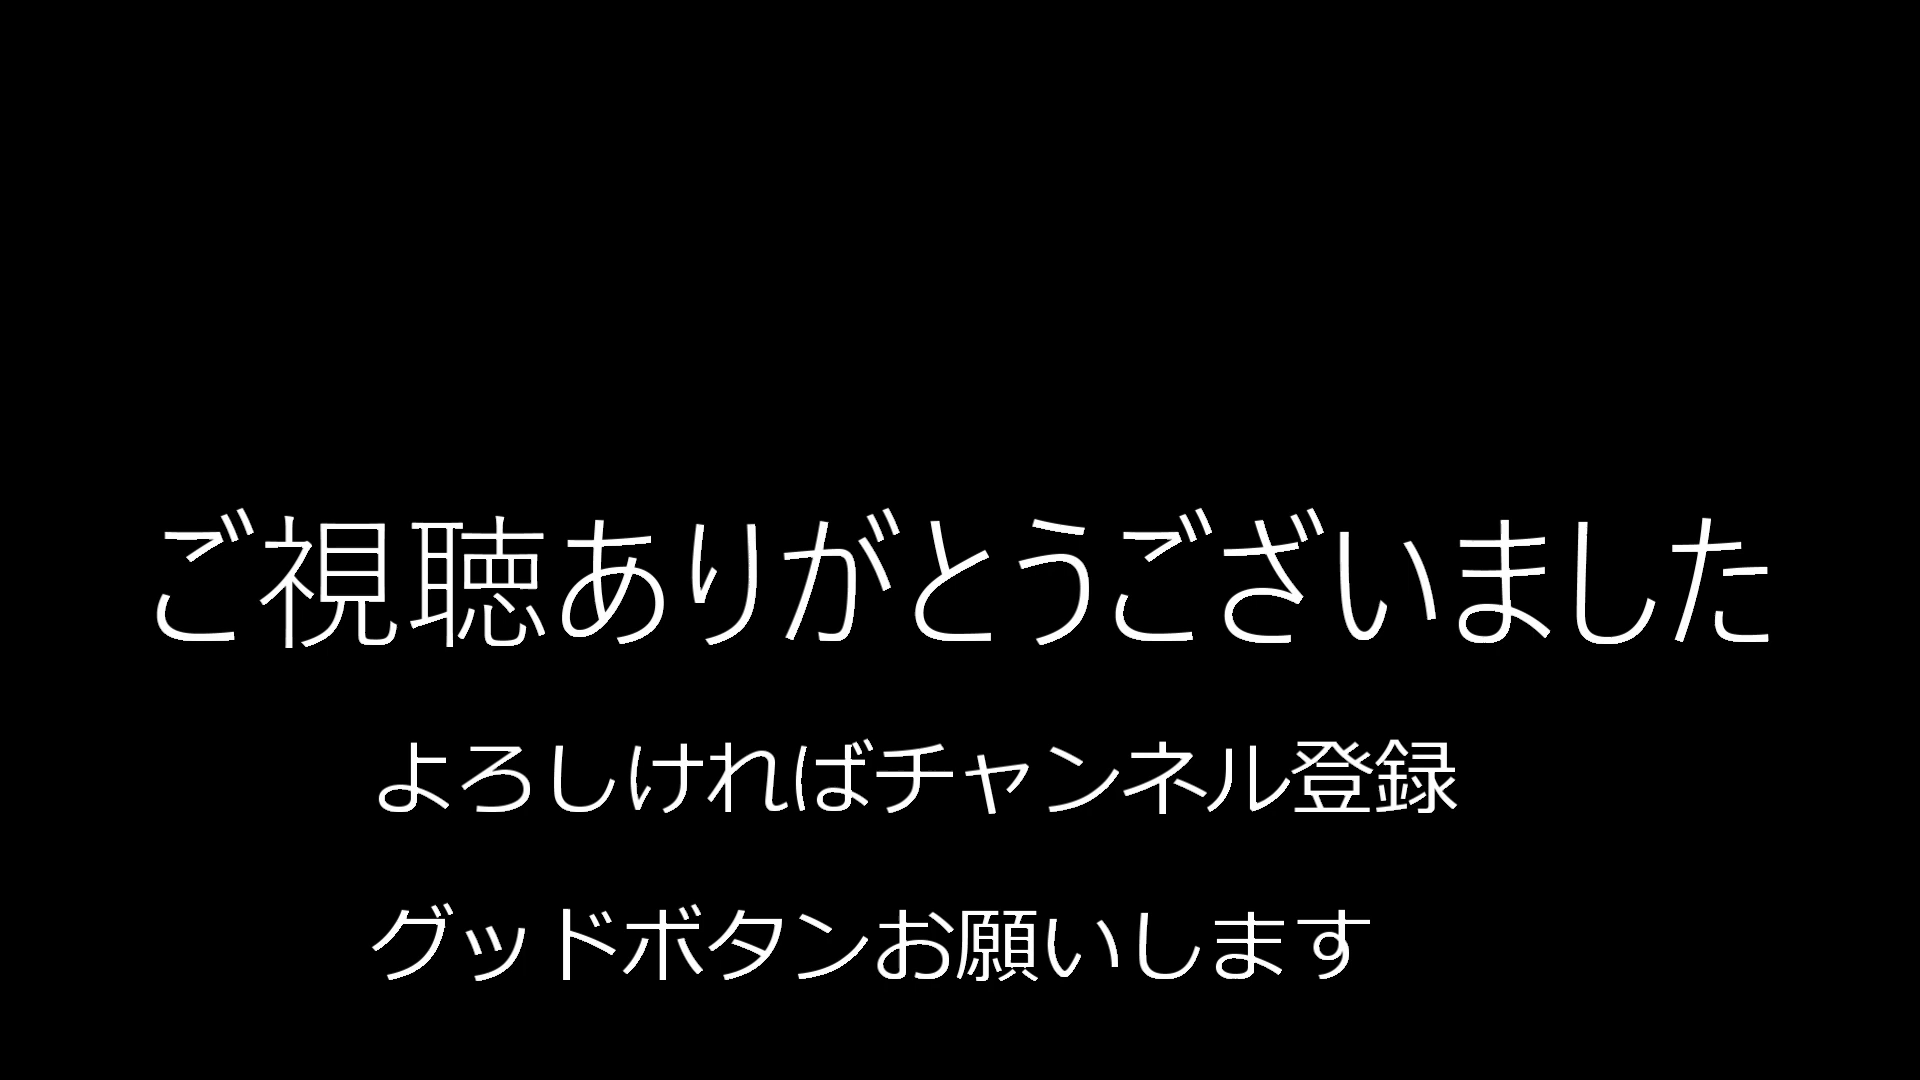 ご視聴ありがとうございました
よろしければチャンネル登録
グッドボタンお願いします